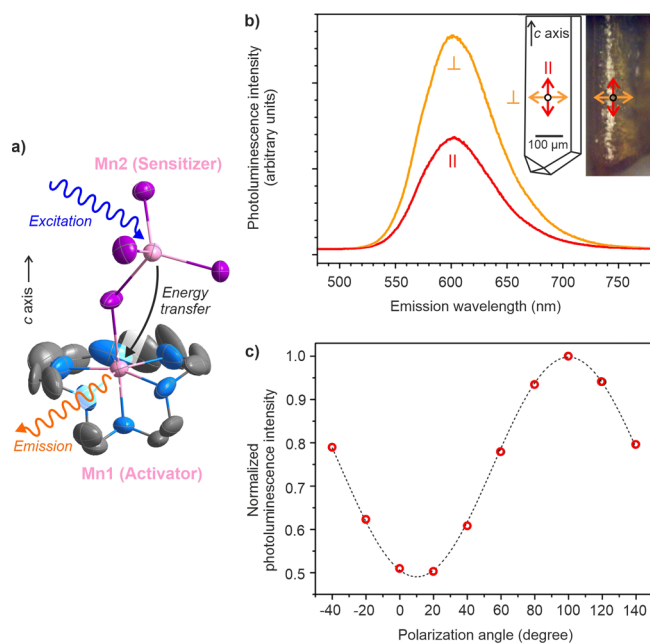 a)
Mn2 (Sensitizer)
Excitation
c axis
Energy
transfer
Emission
Mn1 (Activator)
b)
Photoluminescence intensity
(arbitrary units)
⊥
||
c axis
||
⊥
100 µm
500 550 600 650 700 750
Emission wavelength (nm)
c)
Normalized
photoluminescence intensity
1.0
0.9
0.8
0.7
0.6
0.5
-40 -20 0 20 40 60 80 100 120 140
Polarization angle (degree)